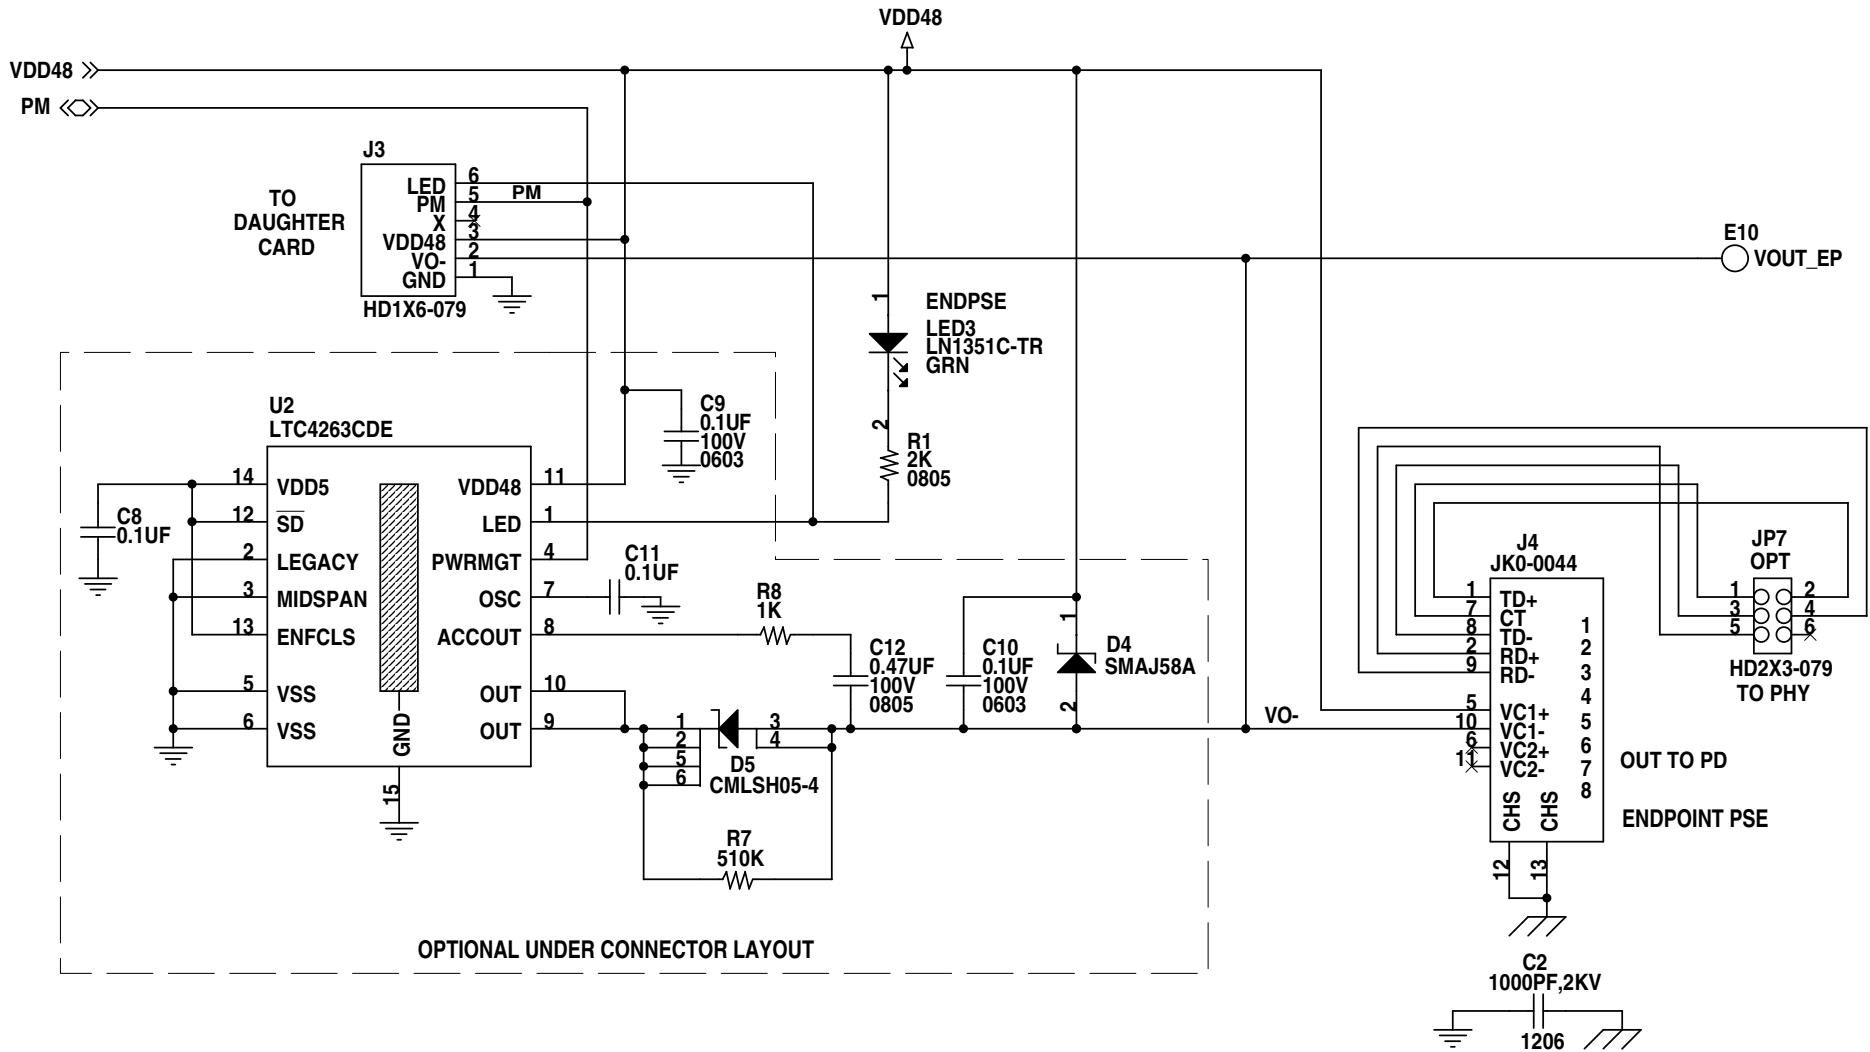 VDD48
VDD48
PM
J3
TO
DAUGHTER
CARD
LED 6
PM 5 PM
X 4
VDD48 3
VO- 2
GND 1
HD1X6-079
E10
VOUT_EP
1
ENDPSE
LED3
LN1351C-TR
GRN
2
R1
2K
0805
C9
0.1UF
100V
0603
U2
LTC4263CDE
14 VDD5
12 SD
2 LEGACY
3 MIDSPAN
13 ENFCLS
5 VSS
6 VSS
VDD48 11
LED 1
PWRMGT 4
OSC 7
ACCOUT 8
OUT 10
OUT 9
GND
15
C8
0.1UF
C11
0.1UF
R8
1K
C12
0.47UF
100V
0805
C10
0.1UF
100V
0603
1
D4
SMAJ58A
2
1
2
5
6
3
4
D5
CMLSH05-4
R7
510K
VO-
OPTIONAL UNDER CONNECTOR LAYOUT
J4
JK0-0044
1 TD+
7 CT
8 TD-
2 RD+
9 RD-
5 VC1+
10 VC1-
6 VC2+
11 VC2-
1
2
3
4
5
6
7
8
CHS
CHS
12
13
JP7
OPT
1 2
3 4
5 6
HD2X3-079
TO PHY
OUT TO PD
ENDPOINT PSE
C2
1000PF,2KV
1206